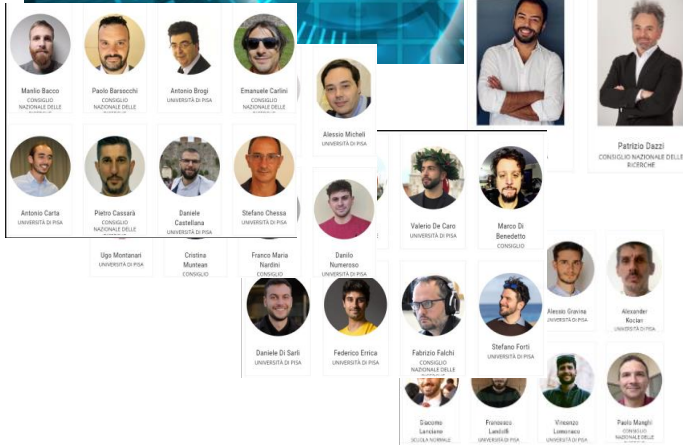 Manlio Bacco
CONSIGLIO
NAZIONALE DELLE
Paolo Barsocchi
CONSIGLIO
NAZIONALE DELLE
Antonio Brogi
UNIVERSITÀ DI PISA
Emanuele Carlini
CONSIGLIO
NAZIONALE DELLE
Alessio Micheli
UNIVERSITÀ DI PISA
Patrizio Dazzi
CONSIGLIO NAZIONALE DELLE
RICERCHE
Antonio Carta
UNIVERSITÀ DI PISA
Pietro Cassarà
CONSIGLIO
NAZIONALE DELLE
Daniele
Castellana
UNIVERSITÀ DI PISA
Stefano Chessa
UNIVERSITÀ DI PISA
Valerio De Caro
UNIVERSITÀ DI PISA
Marco Di
Benedetto
CONSIGLIO
Ugo Montanari
UNIVERSITÀ DI PISA
Cristina
Muntean
CONSIGLIO
Franco Maria
Nardini
CONSIGLIO
Danilo
Numeroso
UNIVERSITÀ DI PISA
Alessio Gravina
UNIVERSITÀ DI PISA
Alexander
Kocian
UNIVERSITÀ DI PISA
Daniele Di Sarli
UNIVERSITÀ DI PISA
Federico Errica
UNIVERSITÀ DI PISA
Fabrizio Falchi
CONSIGLIO
NAZIONALE DELLE
Stefano Forti
UNIVERSITÀ DI PISA
Giacomo
Lanciano
SCUOLA NORMALE
Francesco
Landolfi
UNIVERSITÀ DI PISA
Vincenzo
Lomonaco
UNIVERSITÀ DI PISA
Paolo Manghi
CONSIGLIO
NAZIONALE DELLE